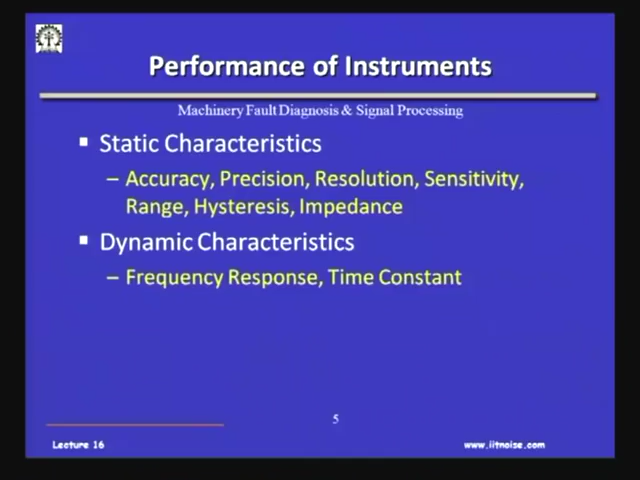 Performance of Instruments
Machinery Fault Diagnosis & Signal Processing
▪ Static Characteristics
– Accuracy, Precision, Resolution, Sensitivity,
Range, Hysteresis, Impedance
▪ Dynamic Characteristics
– Frequency Response, Time Constant
5
Lecture 16
www.iitnoise.com